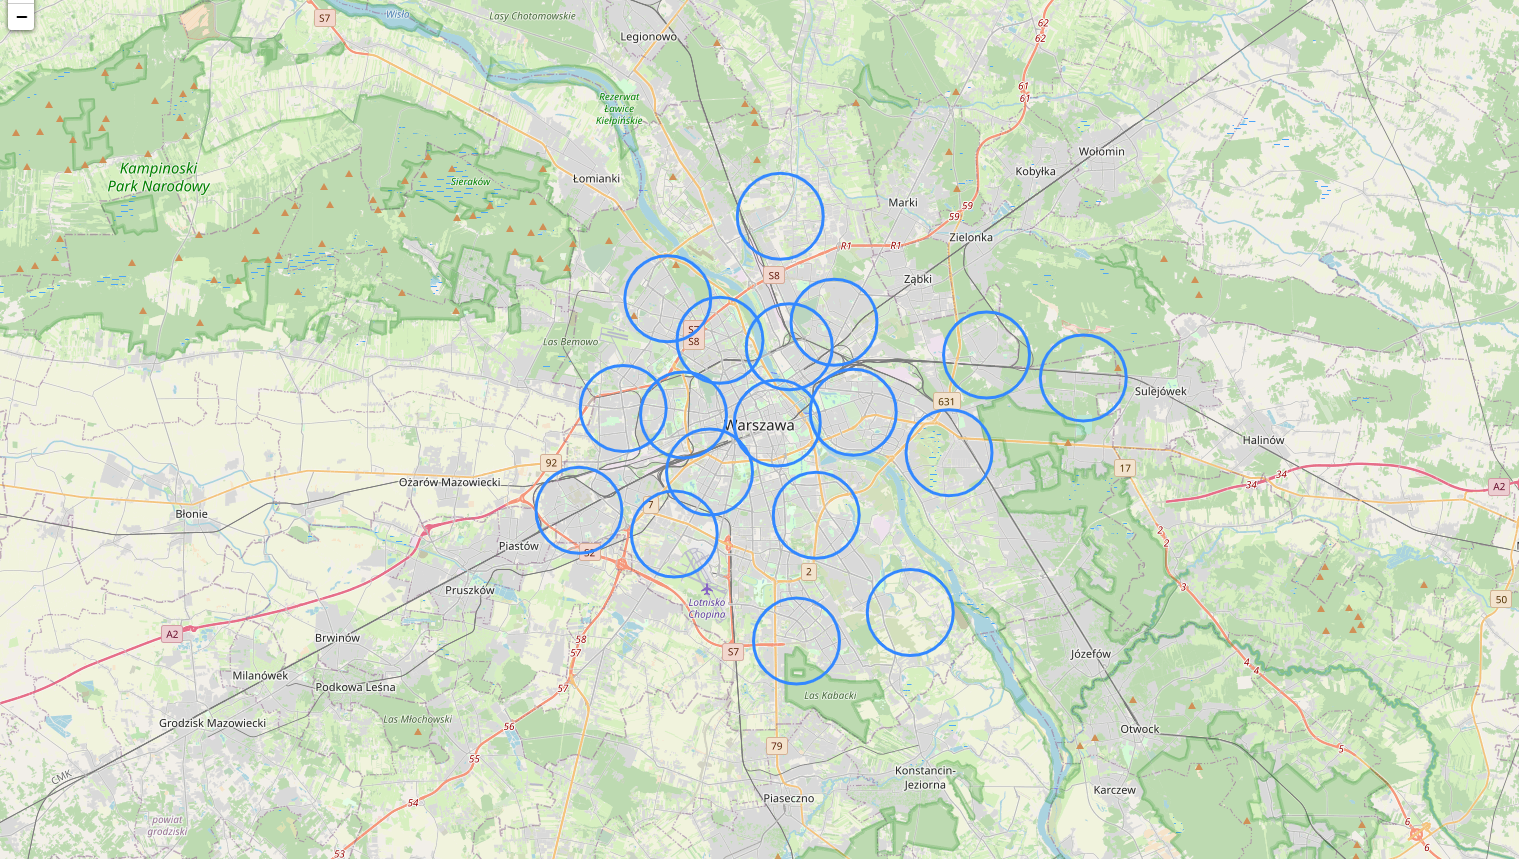 −
S7
Wisło
Lasy Chotomowskie
Legionowo
62
62
61
61
Rezerwat
Ławice
Kiełpińskie
Wołomin
Kampinoski
Park Narodowy
Sieraków
Łomianki
Kobyłka
Marki
59
59
R1
R1
Zielonka
S8
Ząbki
S7
S8
Las Bemowo
Sulejówek
631
Warszawa
Halinów
92
17
34
34
A2
Ożarów Mazowiecki
Błonie
7
Piastów
S2
2
2
2
Pruszków
Lotnisko
Chopina
3
50
A2
Brwinów
58
57
S7
Józefów
4
4
Milanówek
Podkowa Leśna
57
Las Kabacki
Grodzisk Mazowiecki
Las Młochowski
56
Otwock
79
5
55
CMK
Konstancin-
Jeziorna
Karczew
54
Piaseczno
powiat
grodziski
6
6
53